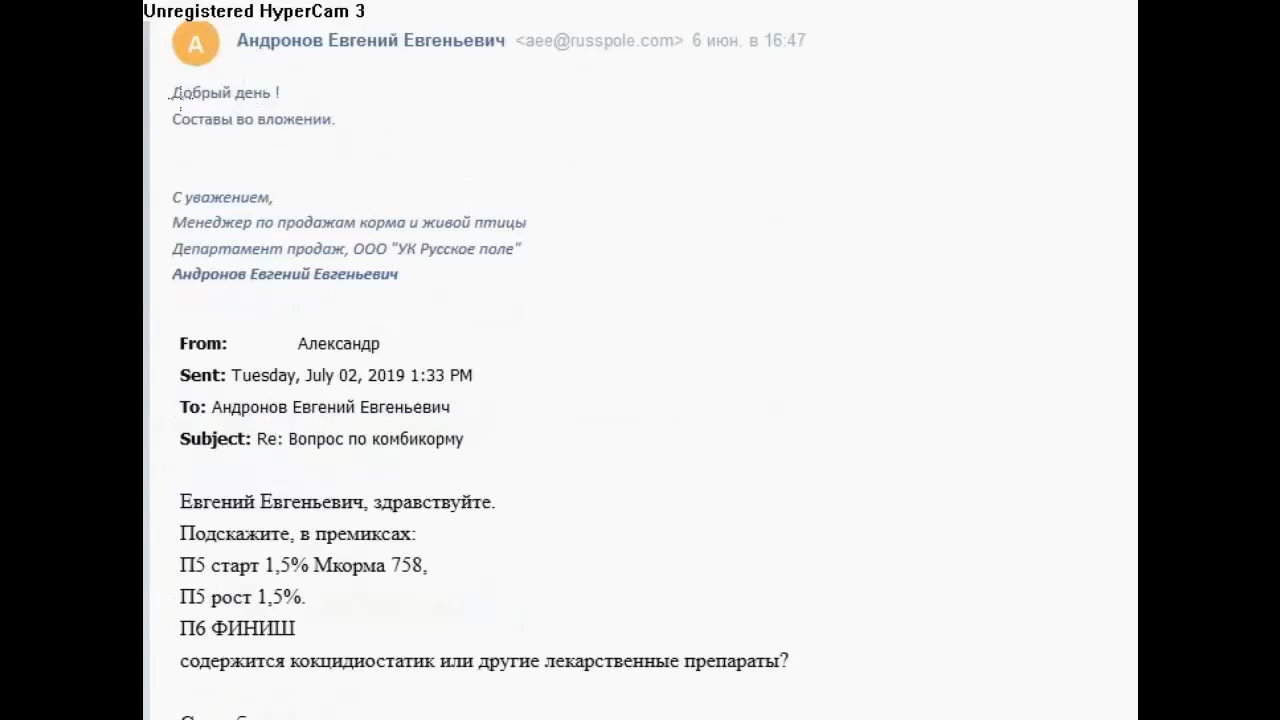 Unregistered HyperCam 3
А
Андронов Евгений Евгеньевич <aee@russpole.com> 6 июн. в 16:47
Добрый день !
Составы во вложении.
С уважением,
Менеджер по продажам корма и живой птицы
Департамент продаж, ООО "УК Русское поле"
Андронов Евгений Евгеньевич
From: Александр
Sent: Tuesday, July 02, 2019 1:33 PM
To: Андронов Евгений Евгеньевич
Subject: Re: Вопрос по комбикорму
Евгений Евгеньевич, здравствуйте.
Подскажите, в премиксах:
П5 старт 1,5% Мкорма 758,
П5 рост 1,5%.
П6 ФИНИШ
содержится кокцидиостатик или другие лекарственные препараты?